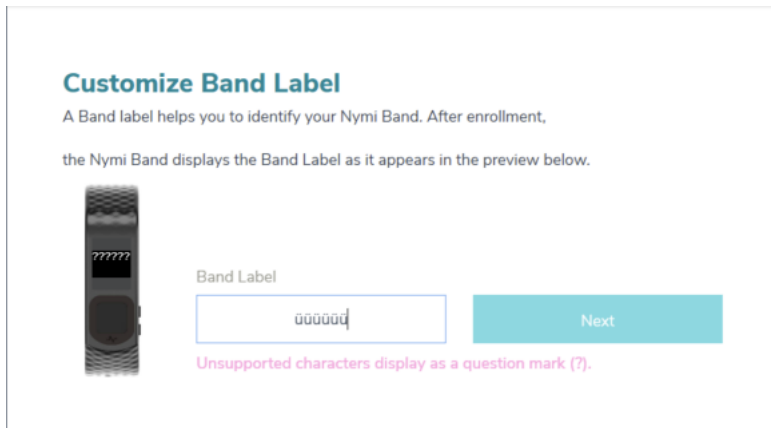 Customize Band Label
A Band label helps you to identify your Nymi Band. After enrollment,
the Nymi Band displays the Band Label as it appears in the preview below.
??????
Band Label
üüüüüü
Next
Unsupported characters display as a question mark (?).